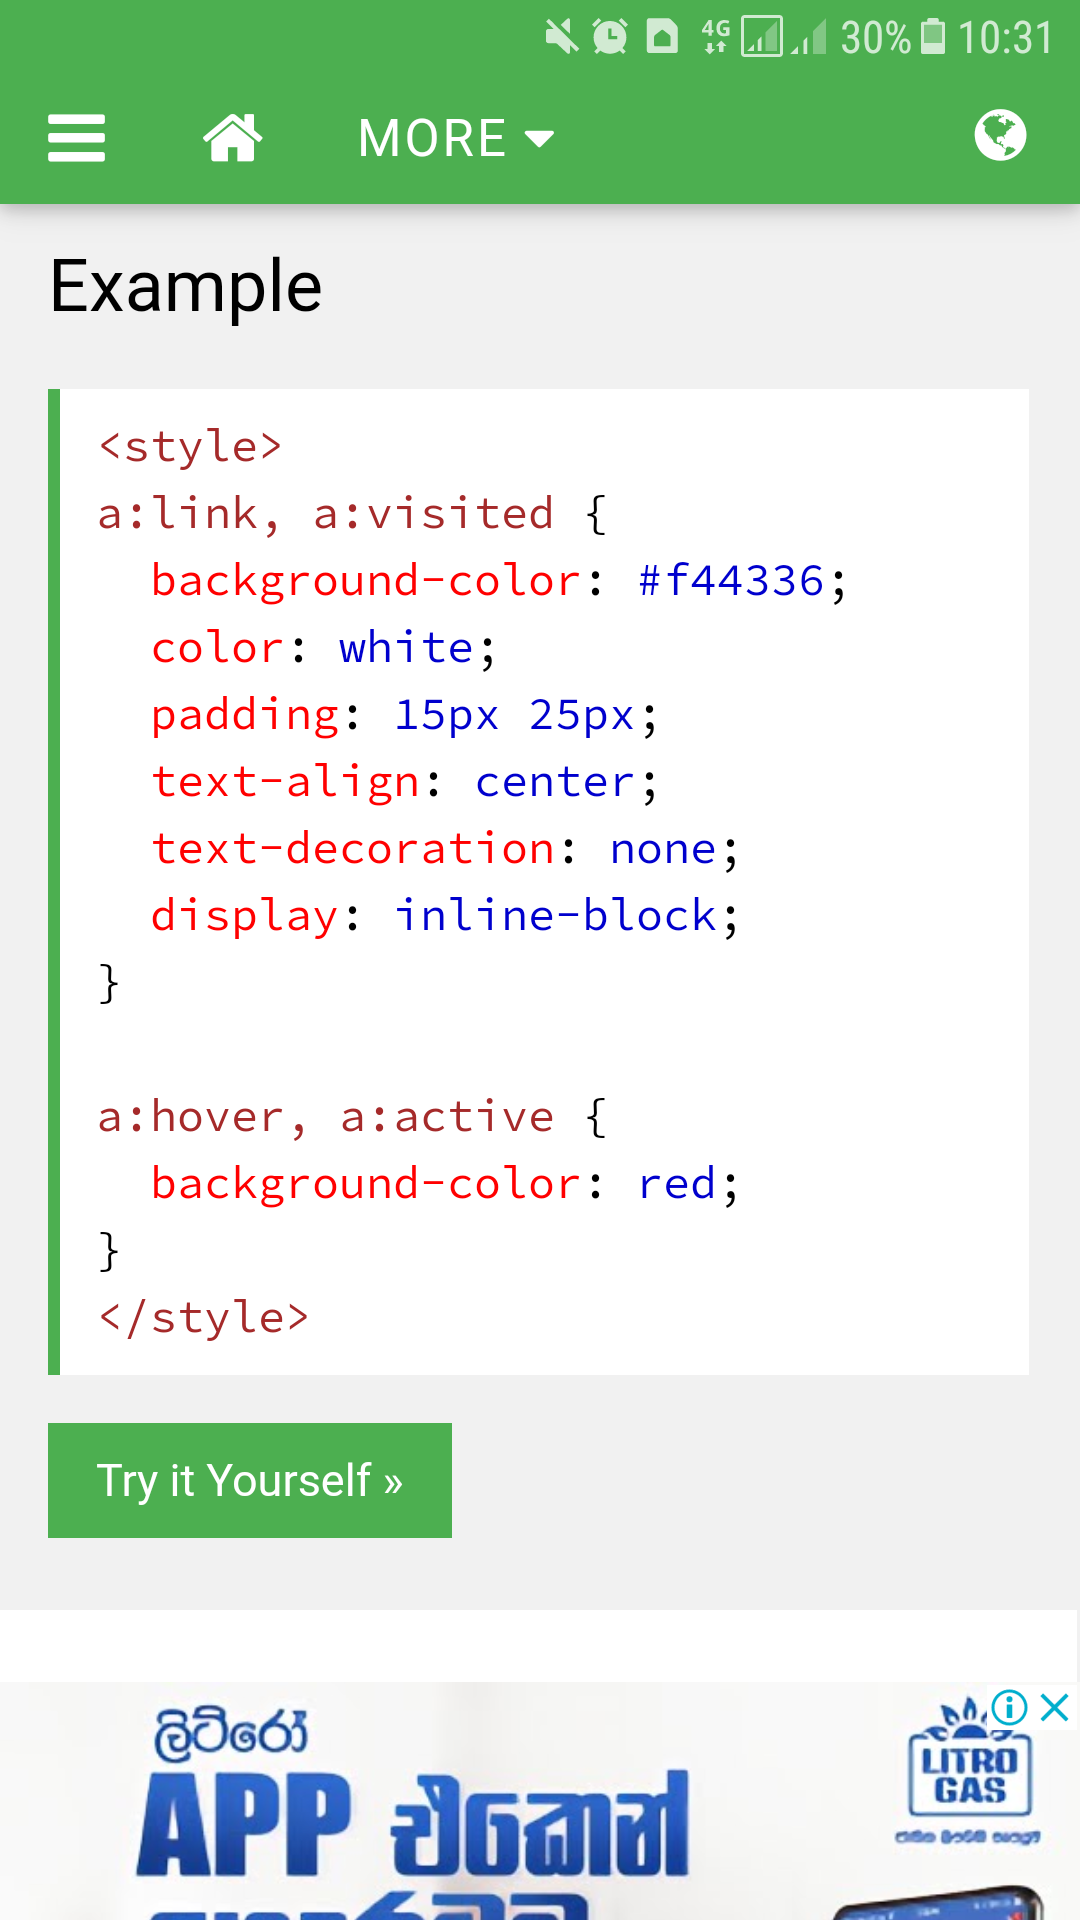 4G 30% 10:31
MORE
Example
<style>
a:link, a:visited {
  background-color: #f44336;
  color: white;
  padding: 15px 25px;
  text-align: center;
  text-decoration: none;
  display: inline-block;
}

a:hover, a:active {
  background-color: red;
}
</style>
Try it Yourself »
ලිට්රෝ
APP එකෙන්
LITRO
GAS